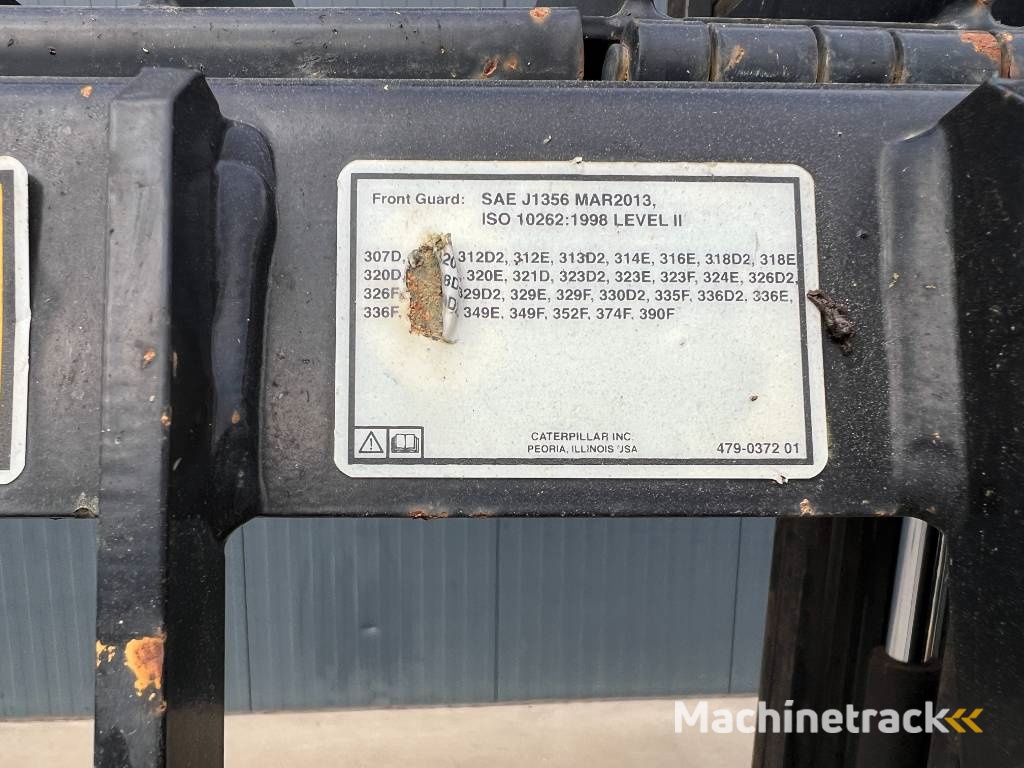 Front Guard: SAE J1356 MAR2013,
ISO 10262:1998 LEVEL II
307D, 312D2, 312E, 313D2, 314E, 316E, 318D2, 318E
320D 320E, 321D, 323D2, 323E, 323F, 324E, 326D2,
326F 329D2, 329E, 329F, 330D2, 335F, 336D2, 336E,
336F, 349E, 349F, 352F, 374F, 390F
CATERPILLAR INC.
PEORIA, ILLINOIS USA
479-0372 01
Machinetrack